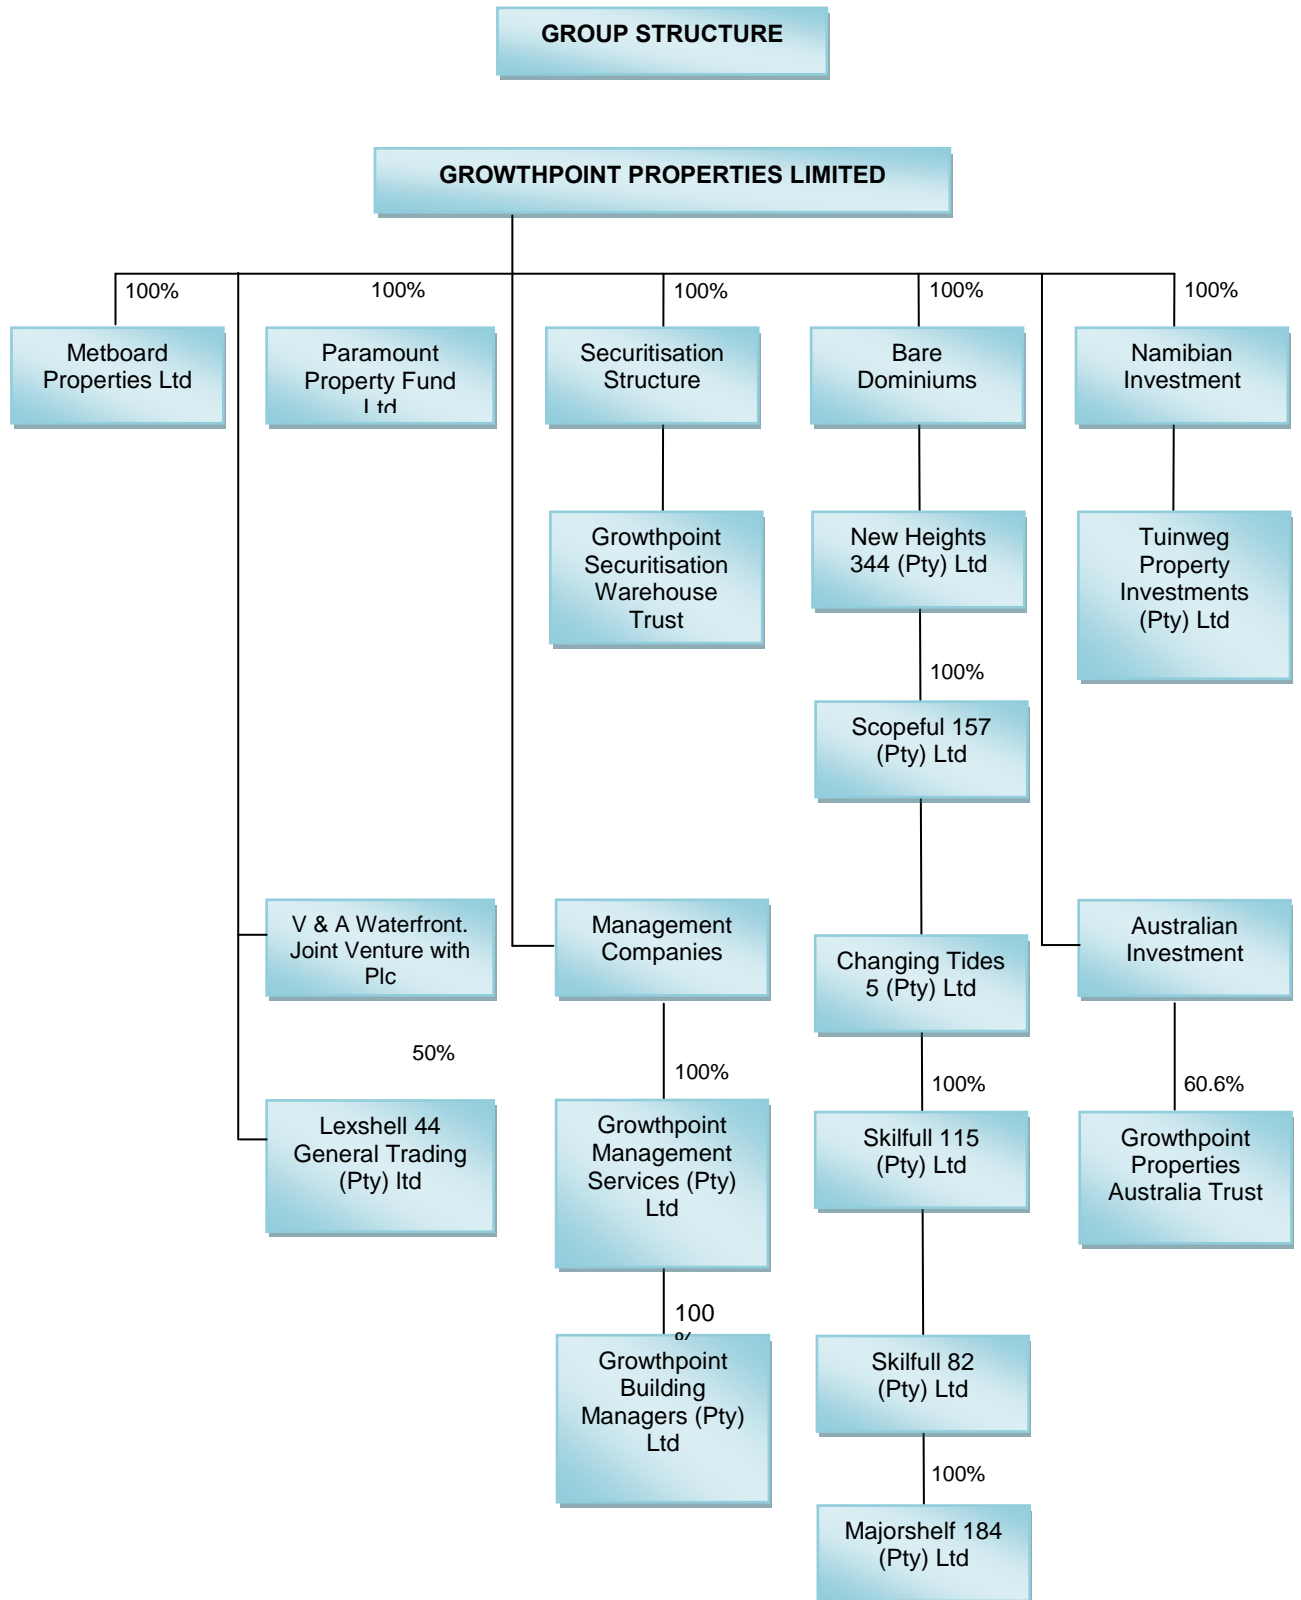 GROUP STRUCTURE
GROWTHPOINT PROPERTIES LIMITED
100%
100%
100%
100%
100%
Metboard
Properties Ltd
Paramount
Property Fund
Ltd
Securitisation
Structure
Bare
Dominiums
Namibian
Investment
Growthpoint
Securitisation
Warehouse
Trust
New Heights
344 (Pty) Ltd
Tuinweg
Property
Investments
(Pty) Ltd
100%
Scopeful 157
(Pty) Ltd
V & A Waterfront.
Joint Venture with
Plc
Management
Companies
Changing Tides
5 (Pty) Ltd
Australian
Investment
50%
100%
100%
60.6%
Lexshell 44
General Trading
(Pty) ltd
Growthpoint
Management
Services (Pty)
Ltd
Skilfull 115
(Pty) Ltd
Growthpoint
Properties
Australia Trust
100
%
Growthpoint
Building
Managers (Pty)
Ltd
Skilfull 82
(Pty) Ltd
100%
Majorshelf 184
(Pty) Ltd